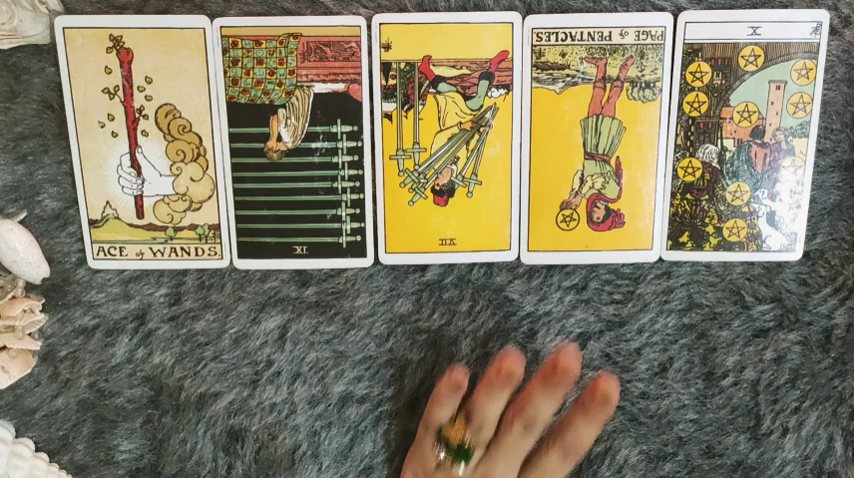 ACE of WANDS.
IX
VII
PAGE of PENTACLES.
X